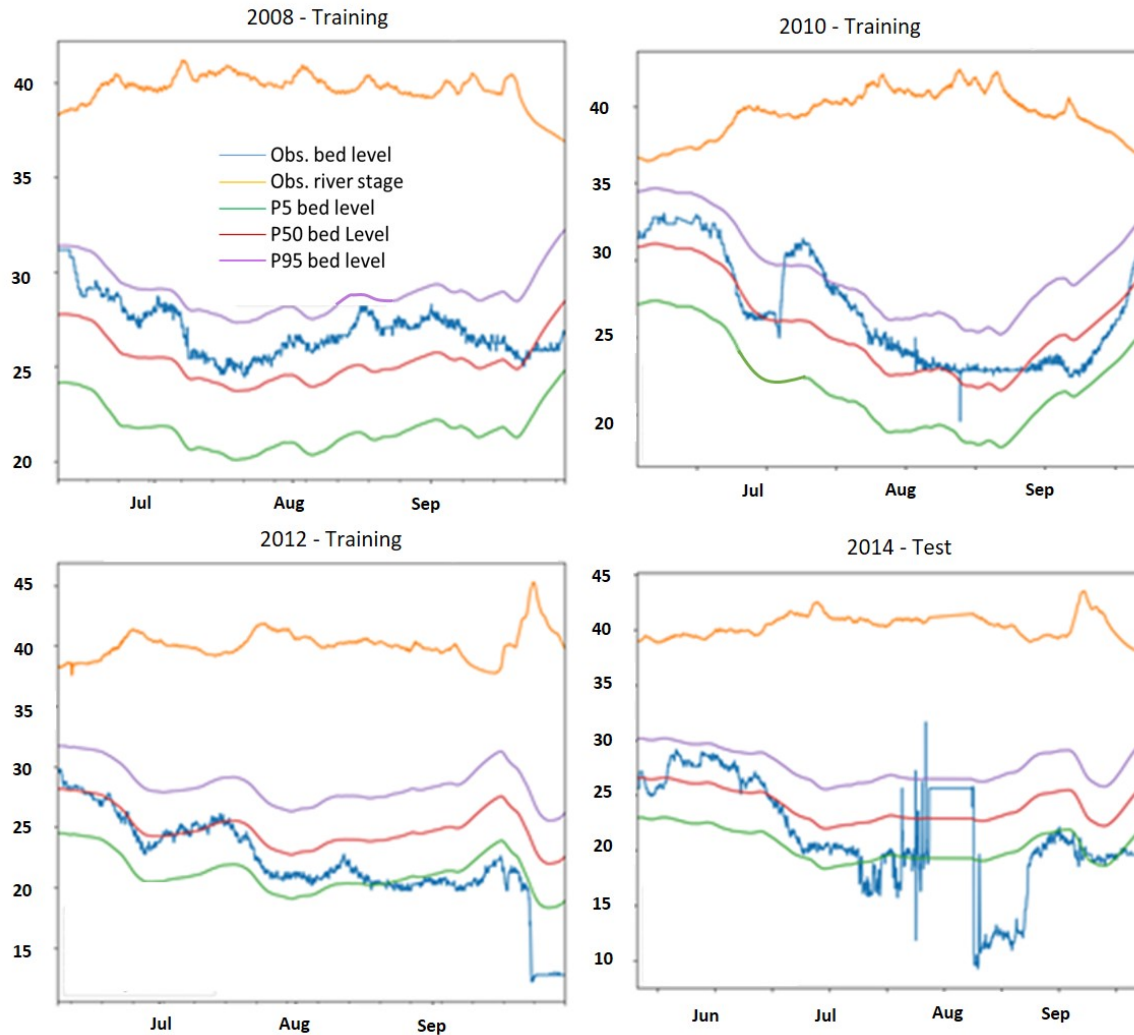 2008 - Training
40
35
30
25
20
Obs. bed level
Obs. river stage
P5 bed level
P50 bed Level
P95 bed level
Jul Aug Sep
2010 - Training
40
35
30
25
20
Jul Aug Sep
2012 - Training
45
40
35
30
25
20
15
Jul Aug Sep
2014 - Test
45
40
35
30
25
20
15
10
Jun Jul Aug Sep